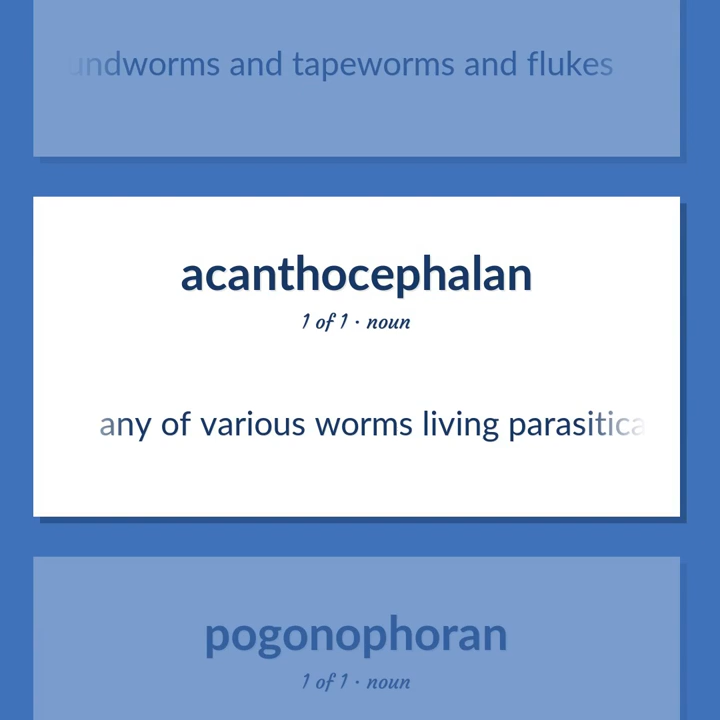 undworms and tapeworms and flukes
acanthocephalan
1 of 1 · noun
any of various worms living parasitica
pogonophoran
1 of 1 · noun